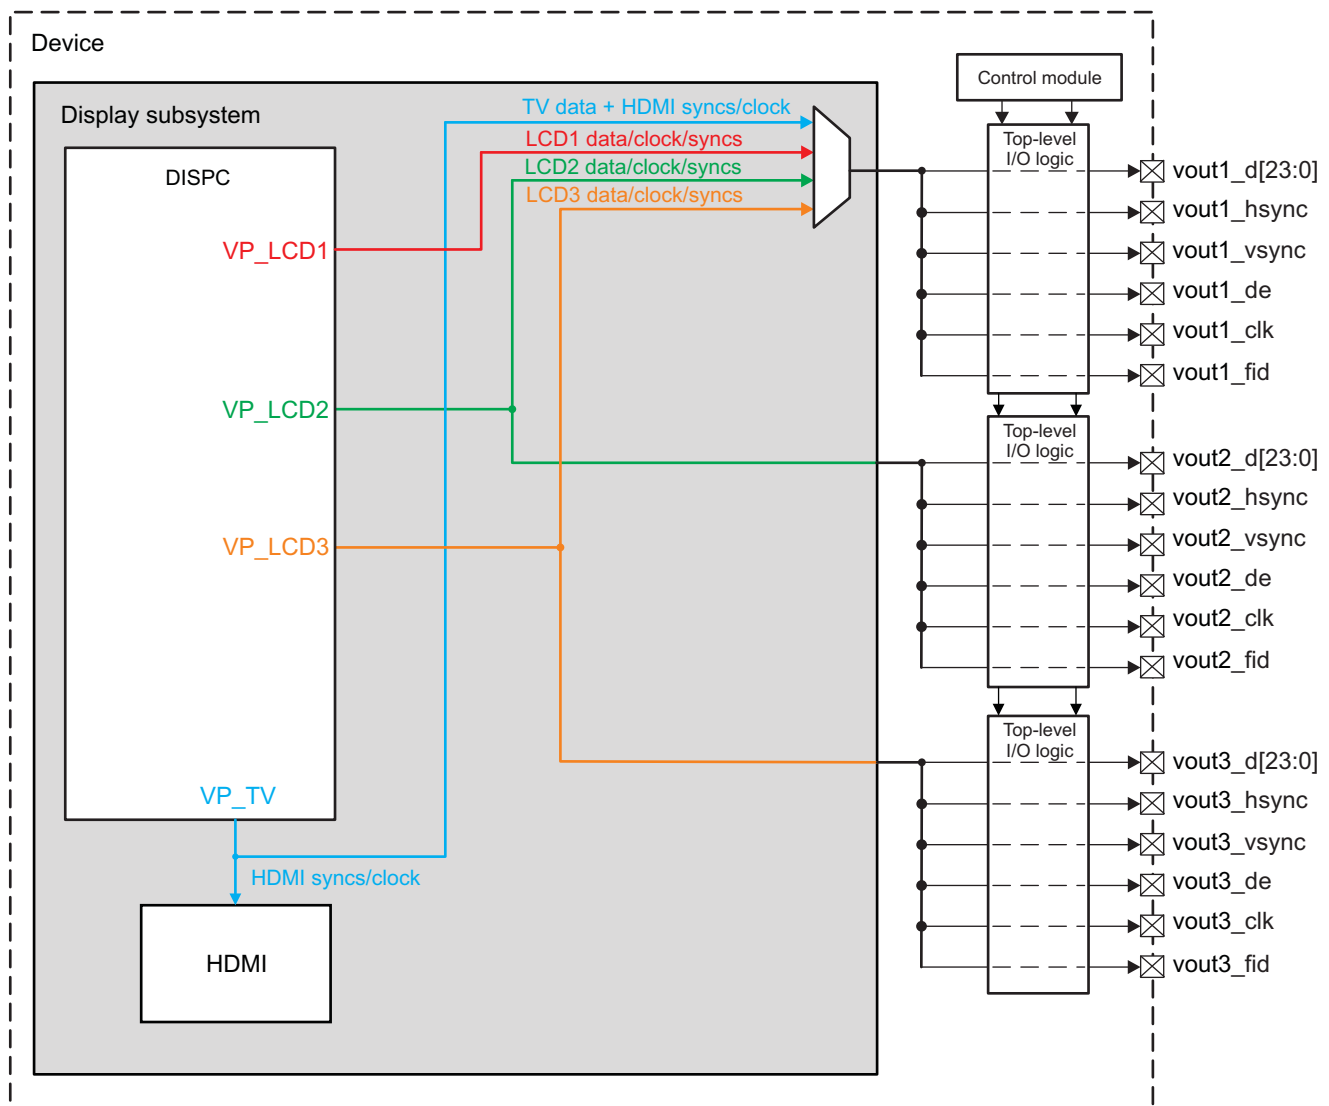 Device
Control module
Display subsystem
TV data + HDMI syncs/clock
LCD1 data/clock/syncs
LCD2 data/clock/syncs
LCD3 data/clock/syncs
DISPC
VP_LCD1
VP_LCD2
VP_LCD3
VP_TV
HDMI syncs/clock
HDMI
Top-level
I/O logic
vout1_d[23:0]
vout1_hsync
vout1_vsync
vout1_de
vout1_clk
vout1_fid
Top-level
I/O logic
vout2_d[23:0]
vout2_hsync
vout2_vsync
vout2_de
vout2_clk
vout2_fid
Top-level
I/O logic
vout3_d[23:0]
vout3_hsync
vout3_vsync
vout3_de
vout3_clk
vout3_fid